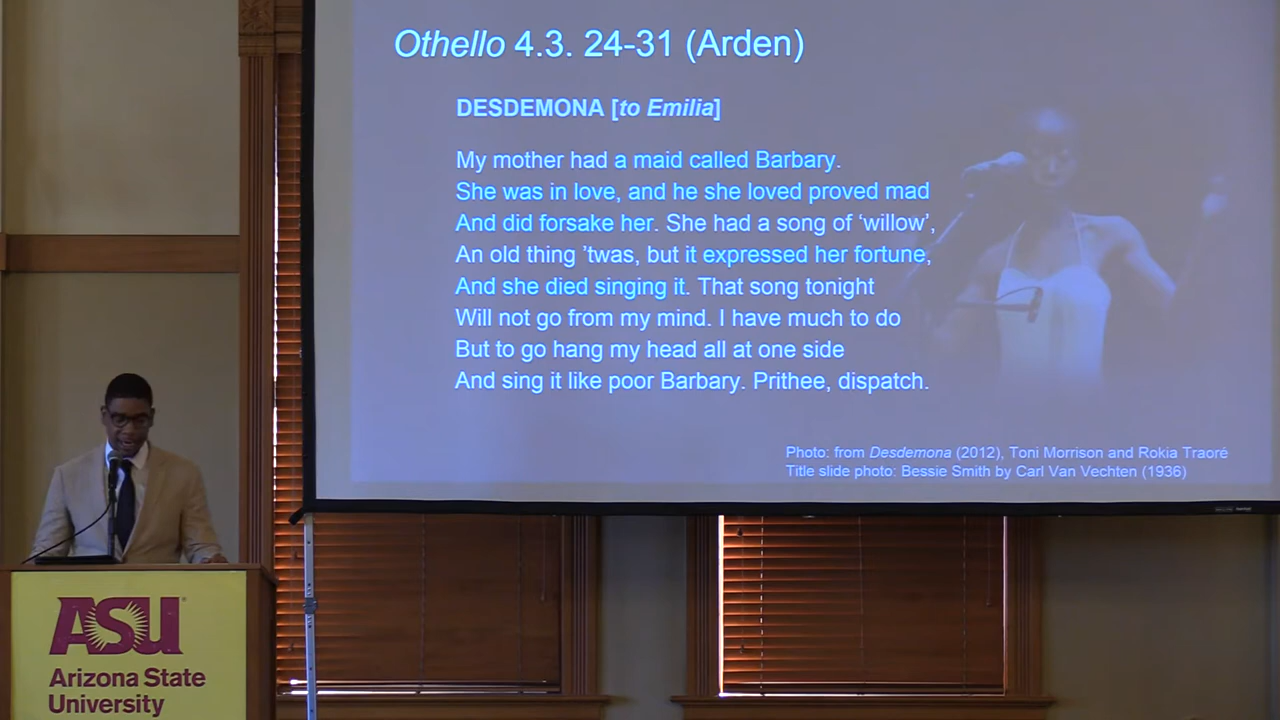 Othello 4.3. 24-31 (Arden)
DESDEMONA [to Emilia]
My mother had a maid called Barbary.
She was in love, and he she loved proved mad
And did forsake her. She had a song of ‘willow’,
An old thing ’twas, but it expressed her fortune,
And she died singing it. That song tonight
Will not go from my mind. I have much to do
But to go hang my head all at one side
And sing it like poor Barbary. Prithee, dispatch.
Photo: from Desdemona (2012), Toni Morrison and Rokia Traoré
Title slide photo: Bessie Smith by Carl Van Vechten (1936)
ASU
Arizona State
University